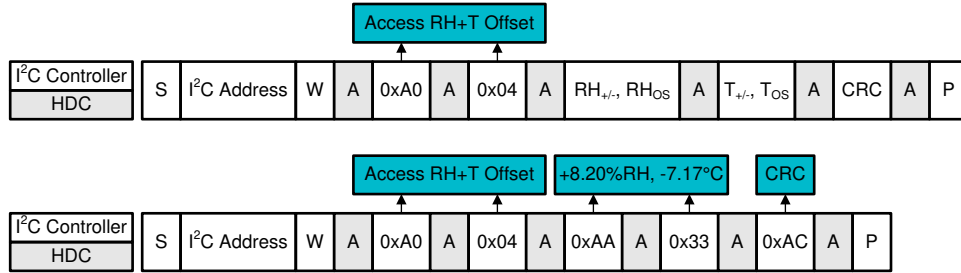 Access RH+T Offset
I²C Controller
HDC
S I²C Address W A 0xA0 A 0x04 A RH+/-, RHOS A T+/-, TOS A CRC A P
Access RH+T Offset +8.20%RH, -7.17°C CRC
I²C Controller
HDC
S I²C Address W A 0xA0 A 0x04 A 0xAA A 0x33 A 0xAC A P